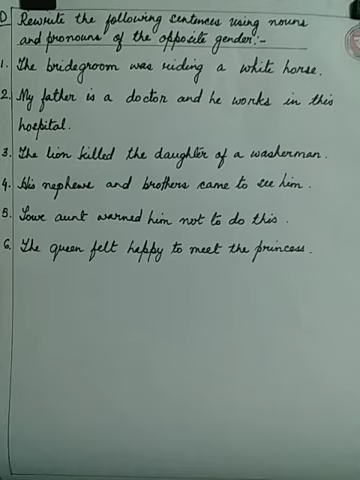 D Rewrite the following sentences using nouns
and pronouns of the opposite gender:-
1. The bridegroom was riding a white horse.
2. My father is a doctor and he works in this
hospital.
3. The lion killed the daughter of a washerman.
4. His nephews and brothers came to see him.
5. Your aunt warned him not to do this.
6. The queen felt happy to meet the princess.